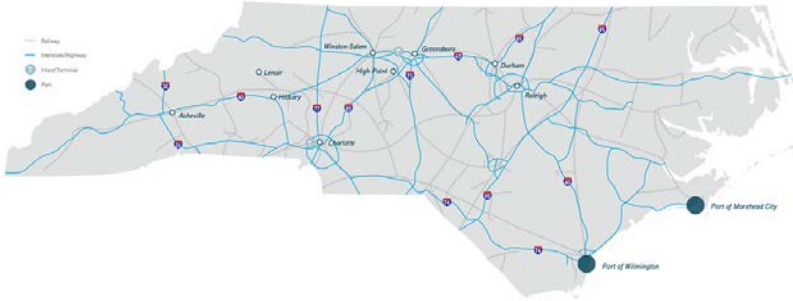 Railway
Interstate/Highway
Inland Terminal
Port
Winston-Salem
Greensboro
Lenoir
High Point
Durham
Hickory
Raleigh
Asheville
Charlotte
Port of Morehead City
Port of Wilmington